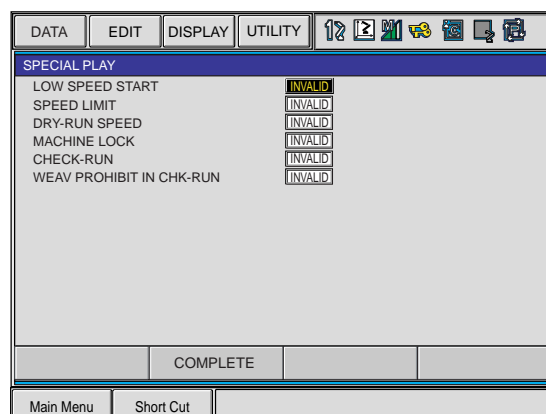 DATA EDIT DISPLAY UTILITY
SPECIAL PLAY
LOW SPEED START INVALID
SPEED LIMIT INVALID
DRY-RUN SPEED INVALID
MACHINE LOCK INVALID
CHECK-RUN INVALID
WEAV PROHIBIT IN CHK-RUN INVALID
COMPLETE
Main Menu Short Cut